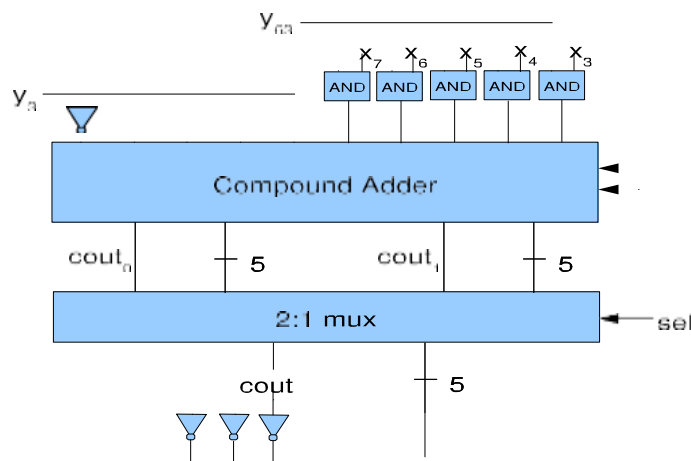 y63
x7 x6 x5 x4 x3
AND AND AND AND AND
y3
Compound Adder
cout0 5 cout1 5
2:1 mux
sel
cout 5